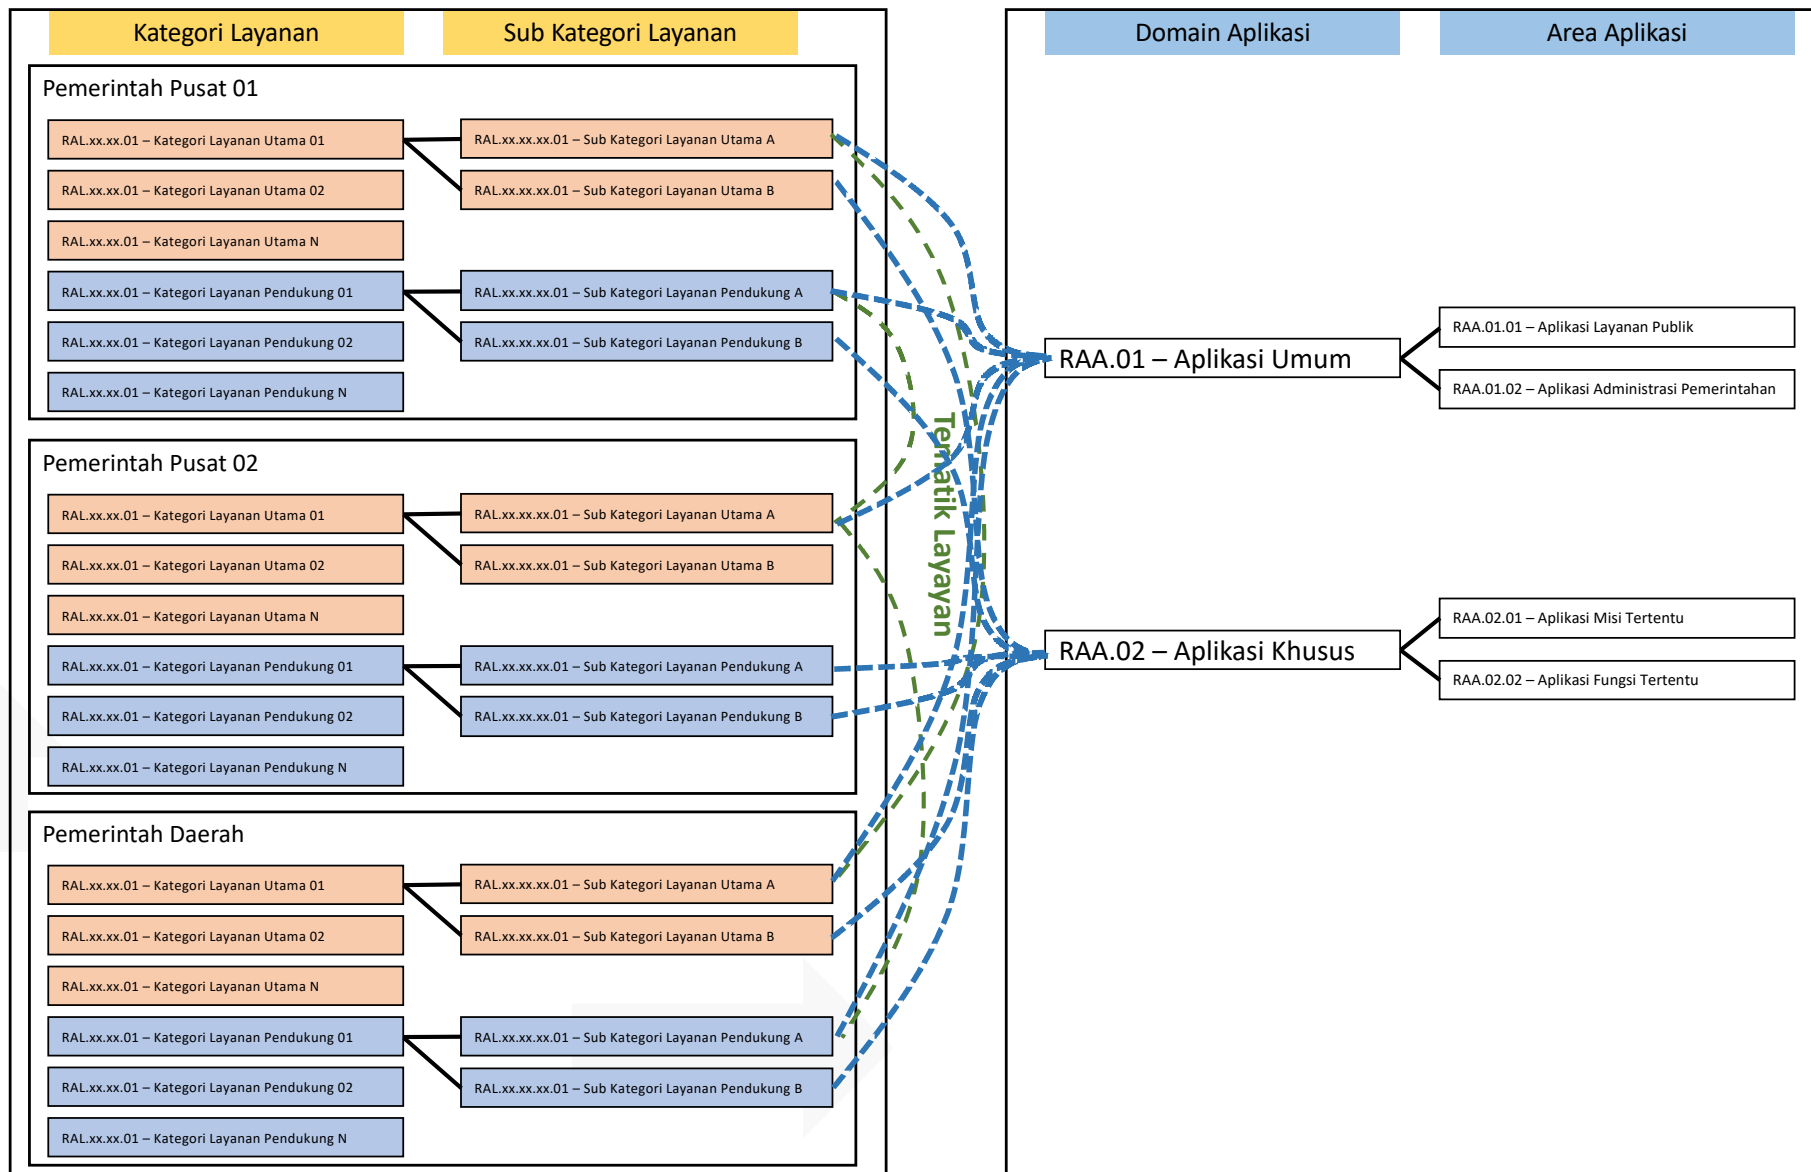 Kategori Layanan
Sub Kategori Layanan
Domain Aplikasi
Area Aplikasi
Pemerintah Pusat 01
RAL.xx.xx.01 – Kategori Layanan Utama 01
RAL.xx.xx.xx.01 – Sub Kategori Layanan Utama A
RAL.xx.xx.01 – Kategori Layanan Utama 02
RAL.xx.xx.xx.01 – Sub Kategori Layanan Utama B
RAL.xx.xx.01 – Kategori Layanan Utama N
RAL.xx.xx.01 – Kategori Layanan Pendukung 01
RAL.xx.xx.xx.01 – Sub Kategori Layanan Pendukung A
RAL.xx.xx.01 – Kategori Layanan Pendukung 02
RAL.xx.xx.xx.01 – Sub Kategori Layanan Pendukung B
RAL.xx.xx.01 – Kategori Layanan Pendukung N
Pemerintah Pusat 02
RAL.xx.xx.01 – Kategori Layanan Utama 01
RAL.xx.xx.xx.01 – Sub Kategori Layanan Utama A
RAL.xx.xx.01 – Kategori Layanan Utama 02
RAL.xx.xx.xx.01 – Sub Kategori Layanan Utama B
RAL.xx.xx.01 – Kategori Layanan Utama N
RAL.xx.xx.01 – Kategori Layanan Pendukung 01
RAL.xx.xx.xx.01 – Sub Kategori Layanan Pendukung A
RAL.xx.xx.01 – Kategori Layanan Pendukung 02
RAL.xx.xx.xx.01 – Sub Kategori Layanan Pendukung B
RAL.xx.xx.01 – Kategori Layanan Pendukung N
Pemerintah Daerah
RAL.xx.xx.01 – Kategori Layanan Utama 01
RAL.xx.xx.xx.01 – Sub Kategori Layanan Utama A
RAL.xx.xx.01 – Kategori Layanan Utama 02
RAL.xx.xx.xx.01 – Sub Kategori Layanan Utama B
RAL.xx.xx.01 – Kategori Layanan Utama N
RAL.xx.xx.01 – Kategori Layanan Pendukung 01
RAL.xx.xx.xx.01 – Sub Kategori Layanan Pendukung A
RAL.xx.xx.01 – Kategori Layanan Pendukung 02
RAL.xx.xx.xx.01 – Sub Kategori Layanan Pendukung B
RAL.xx.xx.01 – Kategori Layanan Pendukung N
Tematik Layayan
RAA.01 – Aplikasi Umum
RAA.01.01 – Aplikasi Layanan Publik
RAA.01.02 – Aplikasi Administrasi Pemerintahan
RAA.02 – Aplikasi Khusus
RAA.02.01 – Aplikasi Misi Tertentu
RAA.02.02 – Aplikasi Fungsi Tertentu